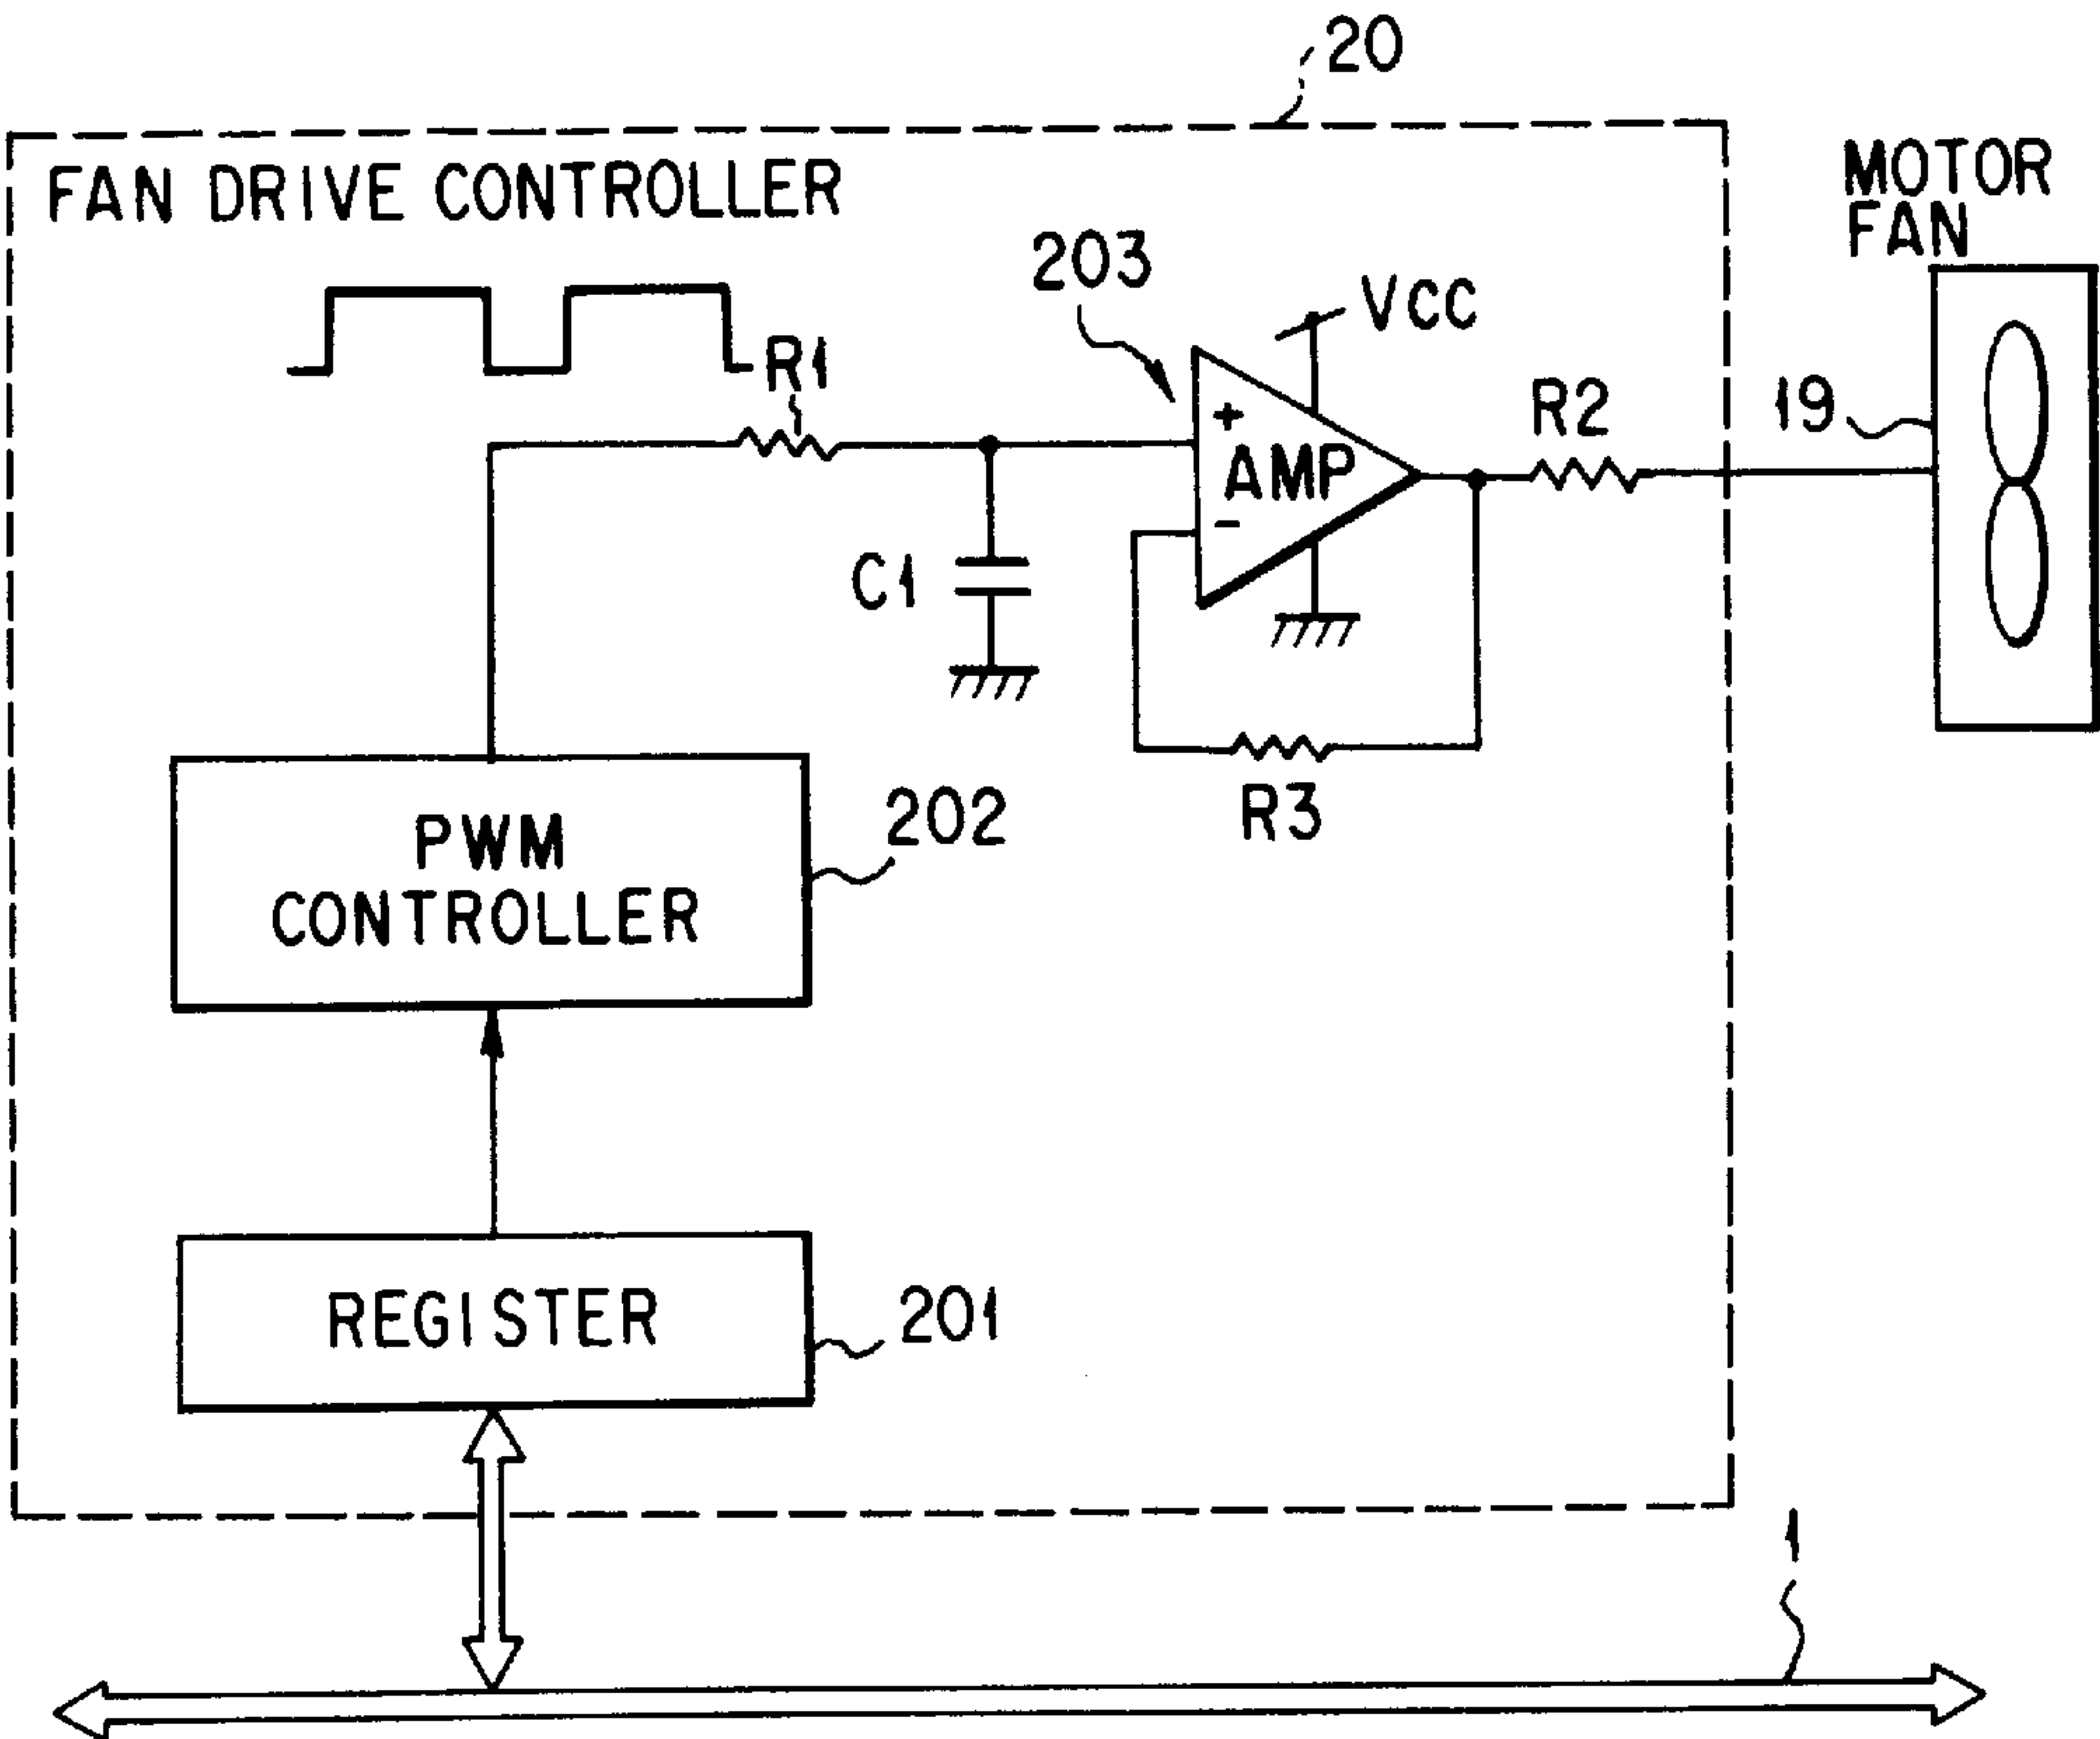 20
FAN DRIVE CONTROLLER
MOTOR
FAN
203
VCC
R1
R2
19
+
AMP
-
C1
R3
PWM
CONTROLLER
202
REGISTER
201
1